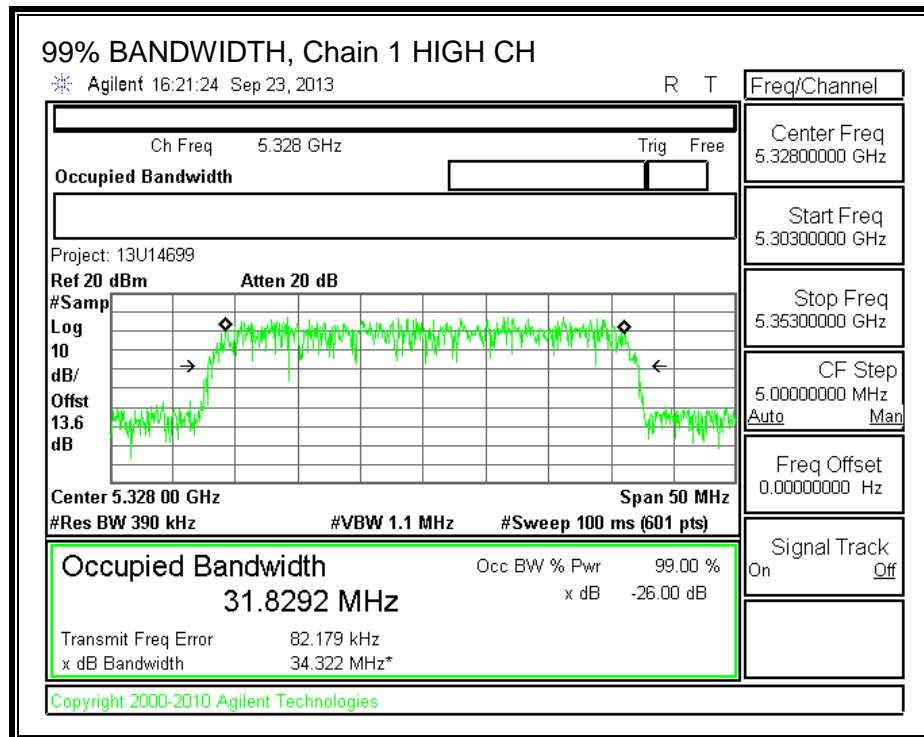 99% BANDWIDTH, Chain 1 HIGH CH
Agilent 16:21:24 Sep 23, 2013 R T
Ch Freq 5.328 GHz Trig Free
Occupied Bandwidth
Project: 13U14699
Ref 20 dBm Atten 20 dB
#Samp
Log
10
dB/
Offst
13.6
dB
Center 5.328 00 GHz Span 50 MHz
#Res BW 390 kHz #VBW 1.1 MHz #Sweep 100 ms (601 pts)
Occupied Bandwidth
31.8292 MHz
Occ BW % Pwr 99.00 %
x dB -26.00 dB
Transmit Freq Error 82.179 kHz
x dB Bandwidth 34.322 MHz*
Copyright 2000-2010 Agilent Technologies
Freq/Channel
Center Freq
5.32800000 GHz
Start Freq
5.30300000 GHz
Stop Freq
5.35300000 GHz
CF Step
5.00000000 MHz
Auto Man
Freq Offset
0.00000000 Hz
Signal Track
On Off